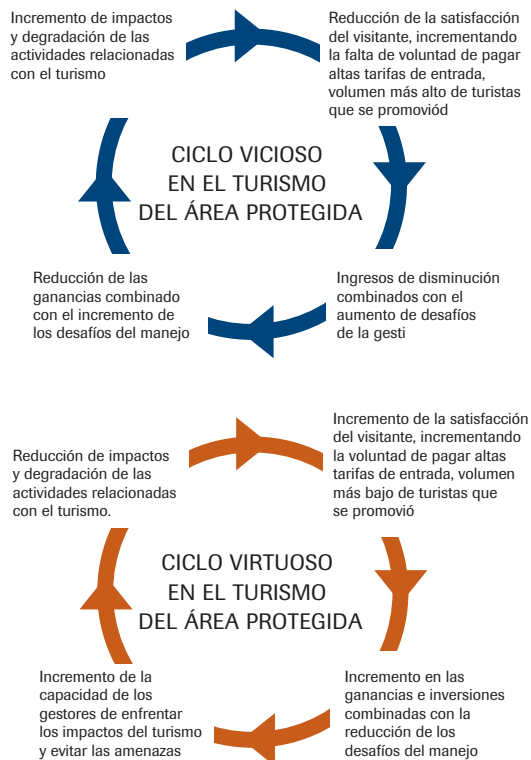 Incremento de impactos
y degradación de las
actividades relacionadas
con el turismo
Reducción de la satisfacción
del visitante, incrementando
la falta de voluntad de pagar
altas tarifas de entrada,
volumen más alto de turistas
que se promoviód
CICLO VICIOSO
EN EL TURISMO
DEL ÁREA PROTEGIDA
Ingresos de disminución
combinados con el
aumento de desafíos
de la gesti
Reducción de las
ganancias combinado
con el incremento de
los desafíos del manejo
Reducción de impactos
y degradación de las
actividades relacionadas
con el turismo.
Incremento de la satisfacción
del visitante, incrementando
la voluntad de pagar altas
tarifas de entrada, volumen
más bajo de turistas que
se promovió
CICLO VIRTUOSO
EN EL TURISMO
DEL ÁREA PROTEGIDA
Incremento en las
ganancias e inversiones
combinadas con la
reducción de los
desafíos del manejo
Incremento de la
capacidad de los
gestores de enfrentar
los impactos del turismo
y evitar las amenazas